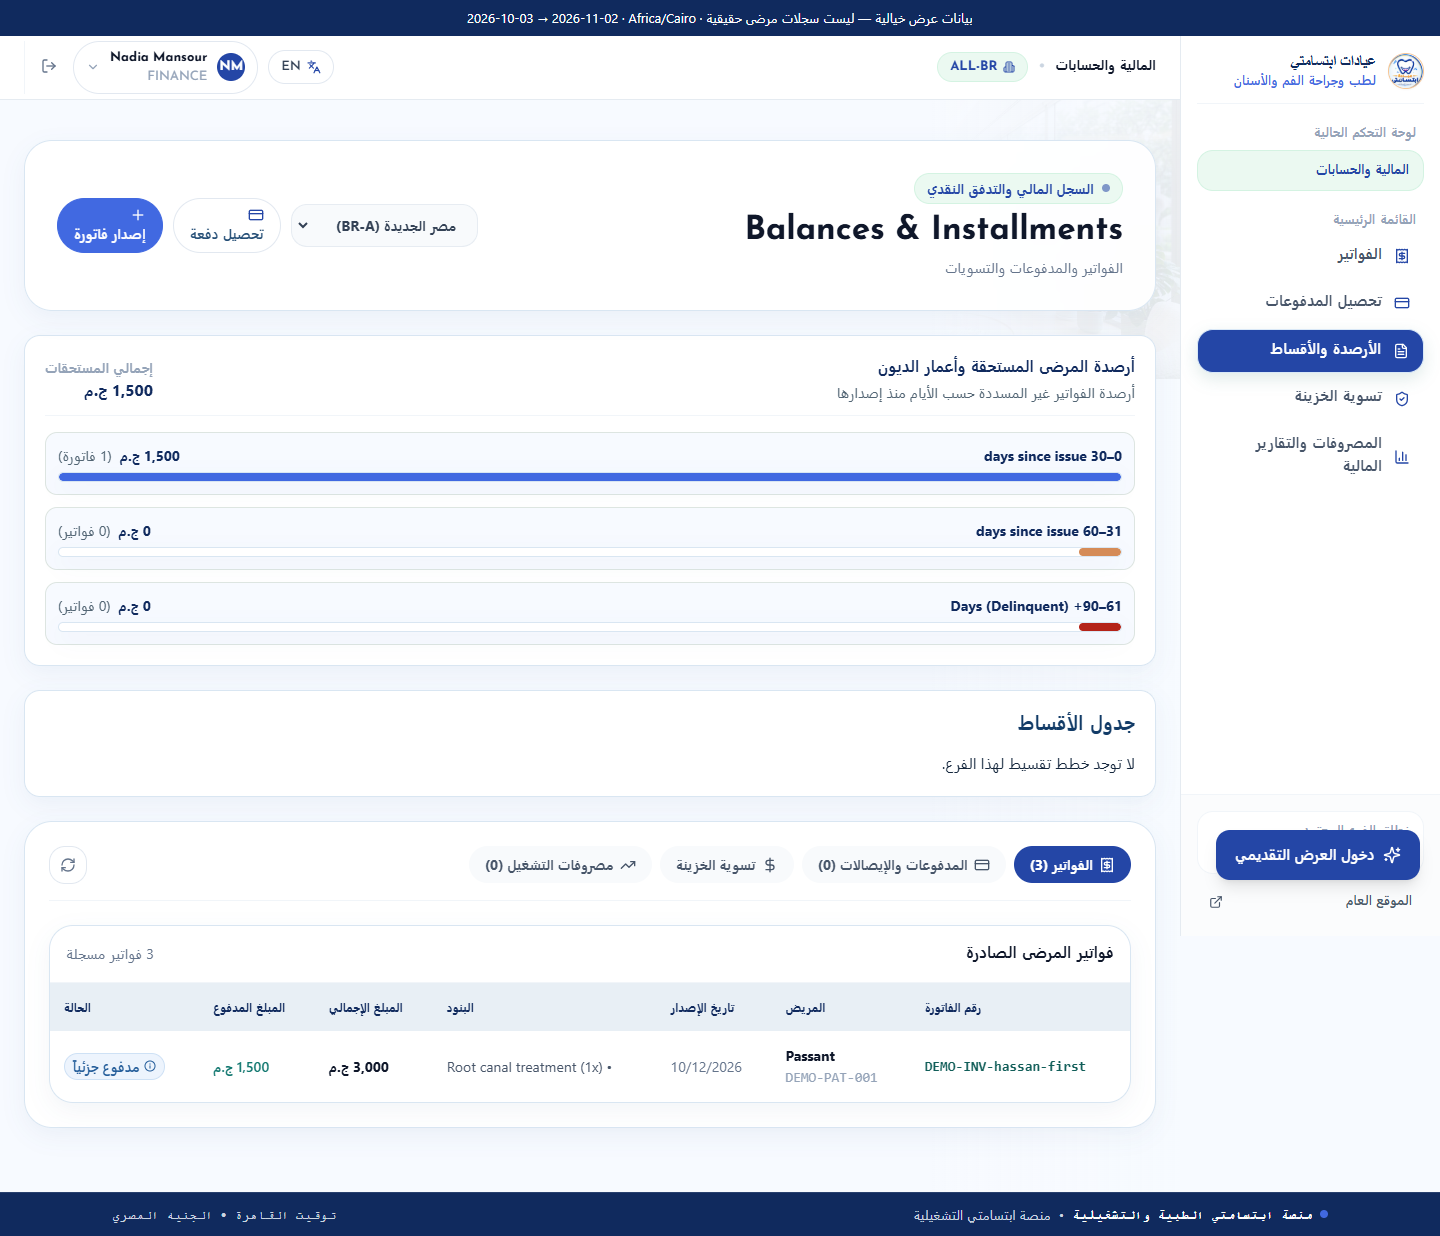 بيانات عرض خيالية — ليست سجلات مرضى حقيقية · 2026-10-03 → 2026-11-02 · Africa/Cairo
عيادات ابتسامتي
لطب وجراحة الفم والأسنان
المالية والحسابات
•
ALL-BR
EN
Nadia Mansour
FINANCE
NM
لوحة التحكم الحالية
المالية والحسابات
القائمة الرئيسية
الفواتير
تحصيل المدفوعات
الأرصدة والأقساط
تسوية الخزينة
المصروفات والتقارير
المالية
دخول العرض التقديمي
الموقع العام
السجل المالي والتدفق النقدي
Balances & Installments
الفواتير والمدفوعات والتسويات
مصر الجديدة (BR-A)
تحصيل دفعة
إصدار فاتورة
أرصدة المرضى المستحقة وأعمار الديون
أرصدة الفواتير غير المسددة حسب الأيام منذ إصدارها
إجمالي المستحقات
1,500 ج.م
days since issue 30–0
1,500 ج.م (1 فاتورة)
days since issue 60–31
0 ج.م (0 فواتير)
Days (Delinquent) +90–61
0 ج.م (0 فواتير)
جدول الأقساط
لا توجد خطط تقسيط لهذا الفرع.
الفواتير (3)
المدفوعات والإيصالات (0)
تسوية الخزينة
مصروفات التشغيل (0)
فواتير المرضى الصادرة
3 فواتير مسجلة
رقم الفاتورة
المريض
تاريخ الإصدار
البنود
المبلغ الإجمالي
المبلغ المدفوع
الحالة
DEMO-INV-hassan-first
Passant
DEMO-PAT-001
10/12/2026
Root canal treatment (1x) •
3,000 ج.م
1,500 ج.م
مدفوع جزئياً
منصة ابتسامتي الطبية والتشغيلية • منصة ابتسامتي التشغيلية
توقيت القاهرة • الجنيه المصري